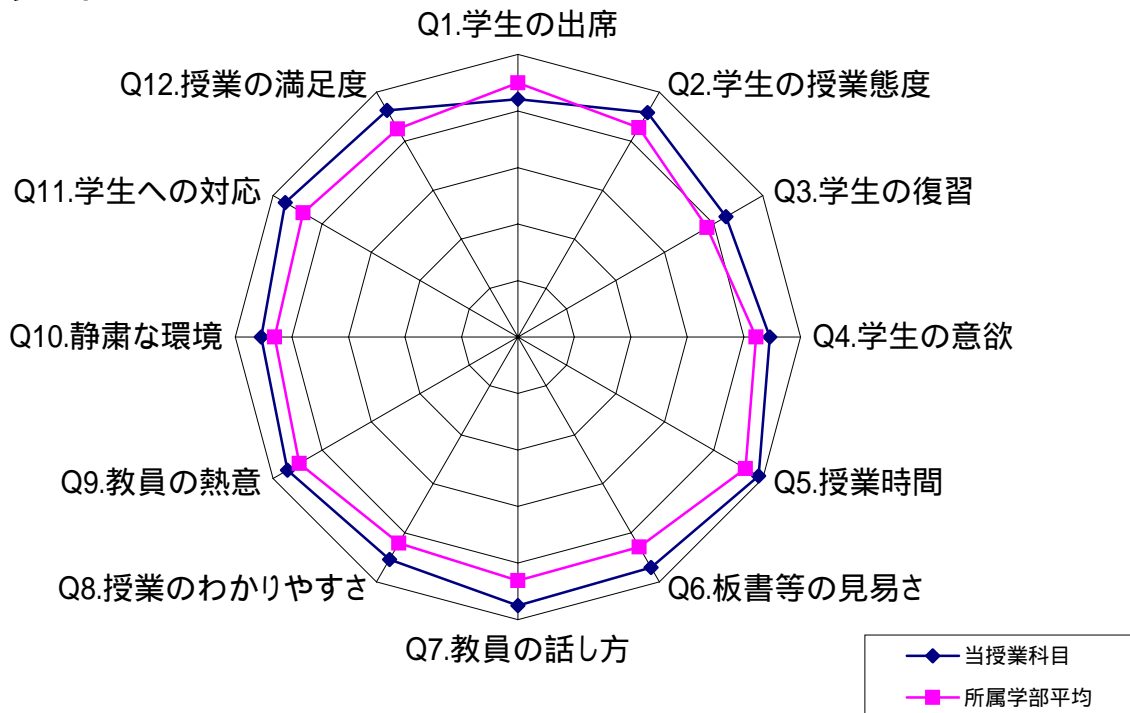 Q1.学生の出席
Q2.学生の授業態度
Q3.学生の復習
Q4.学生の意欲
Q5.授業時間
Q6.板書等の見易さ
Q7.教員の話し方
Q8.授業のわかりやすさ
Q9.教員の熱意
Q10.静粛な環境
Q11.学生への対応
Q12.授業の満足度
当授業科目
所属学部平均